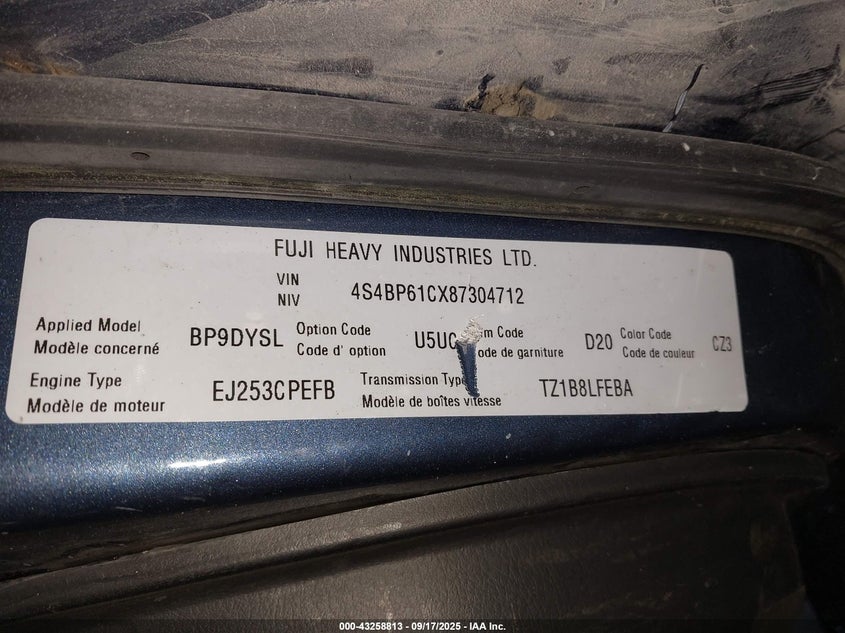 FUJI HEAVY INDUSTRIES LTD.
VIN
NIV 4S4BP61CX87304712
Applied Model BP9DYSL Option Code U5UC Code D20 Color Code CZ3
Modèle concerné Code d' option de garniture Code de couleur
Engine Type EJ253CPEFB Transmission Type TZ1B8LFEBA
Modèle de moteur Modèle de boîtes vitesse
000-43258813 - 09/17/2025 - IAA Inc.